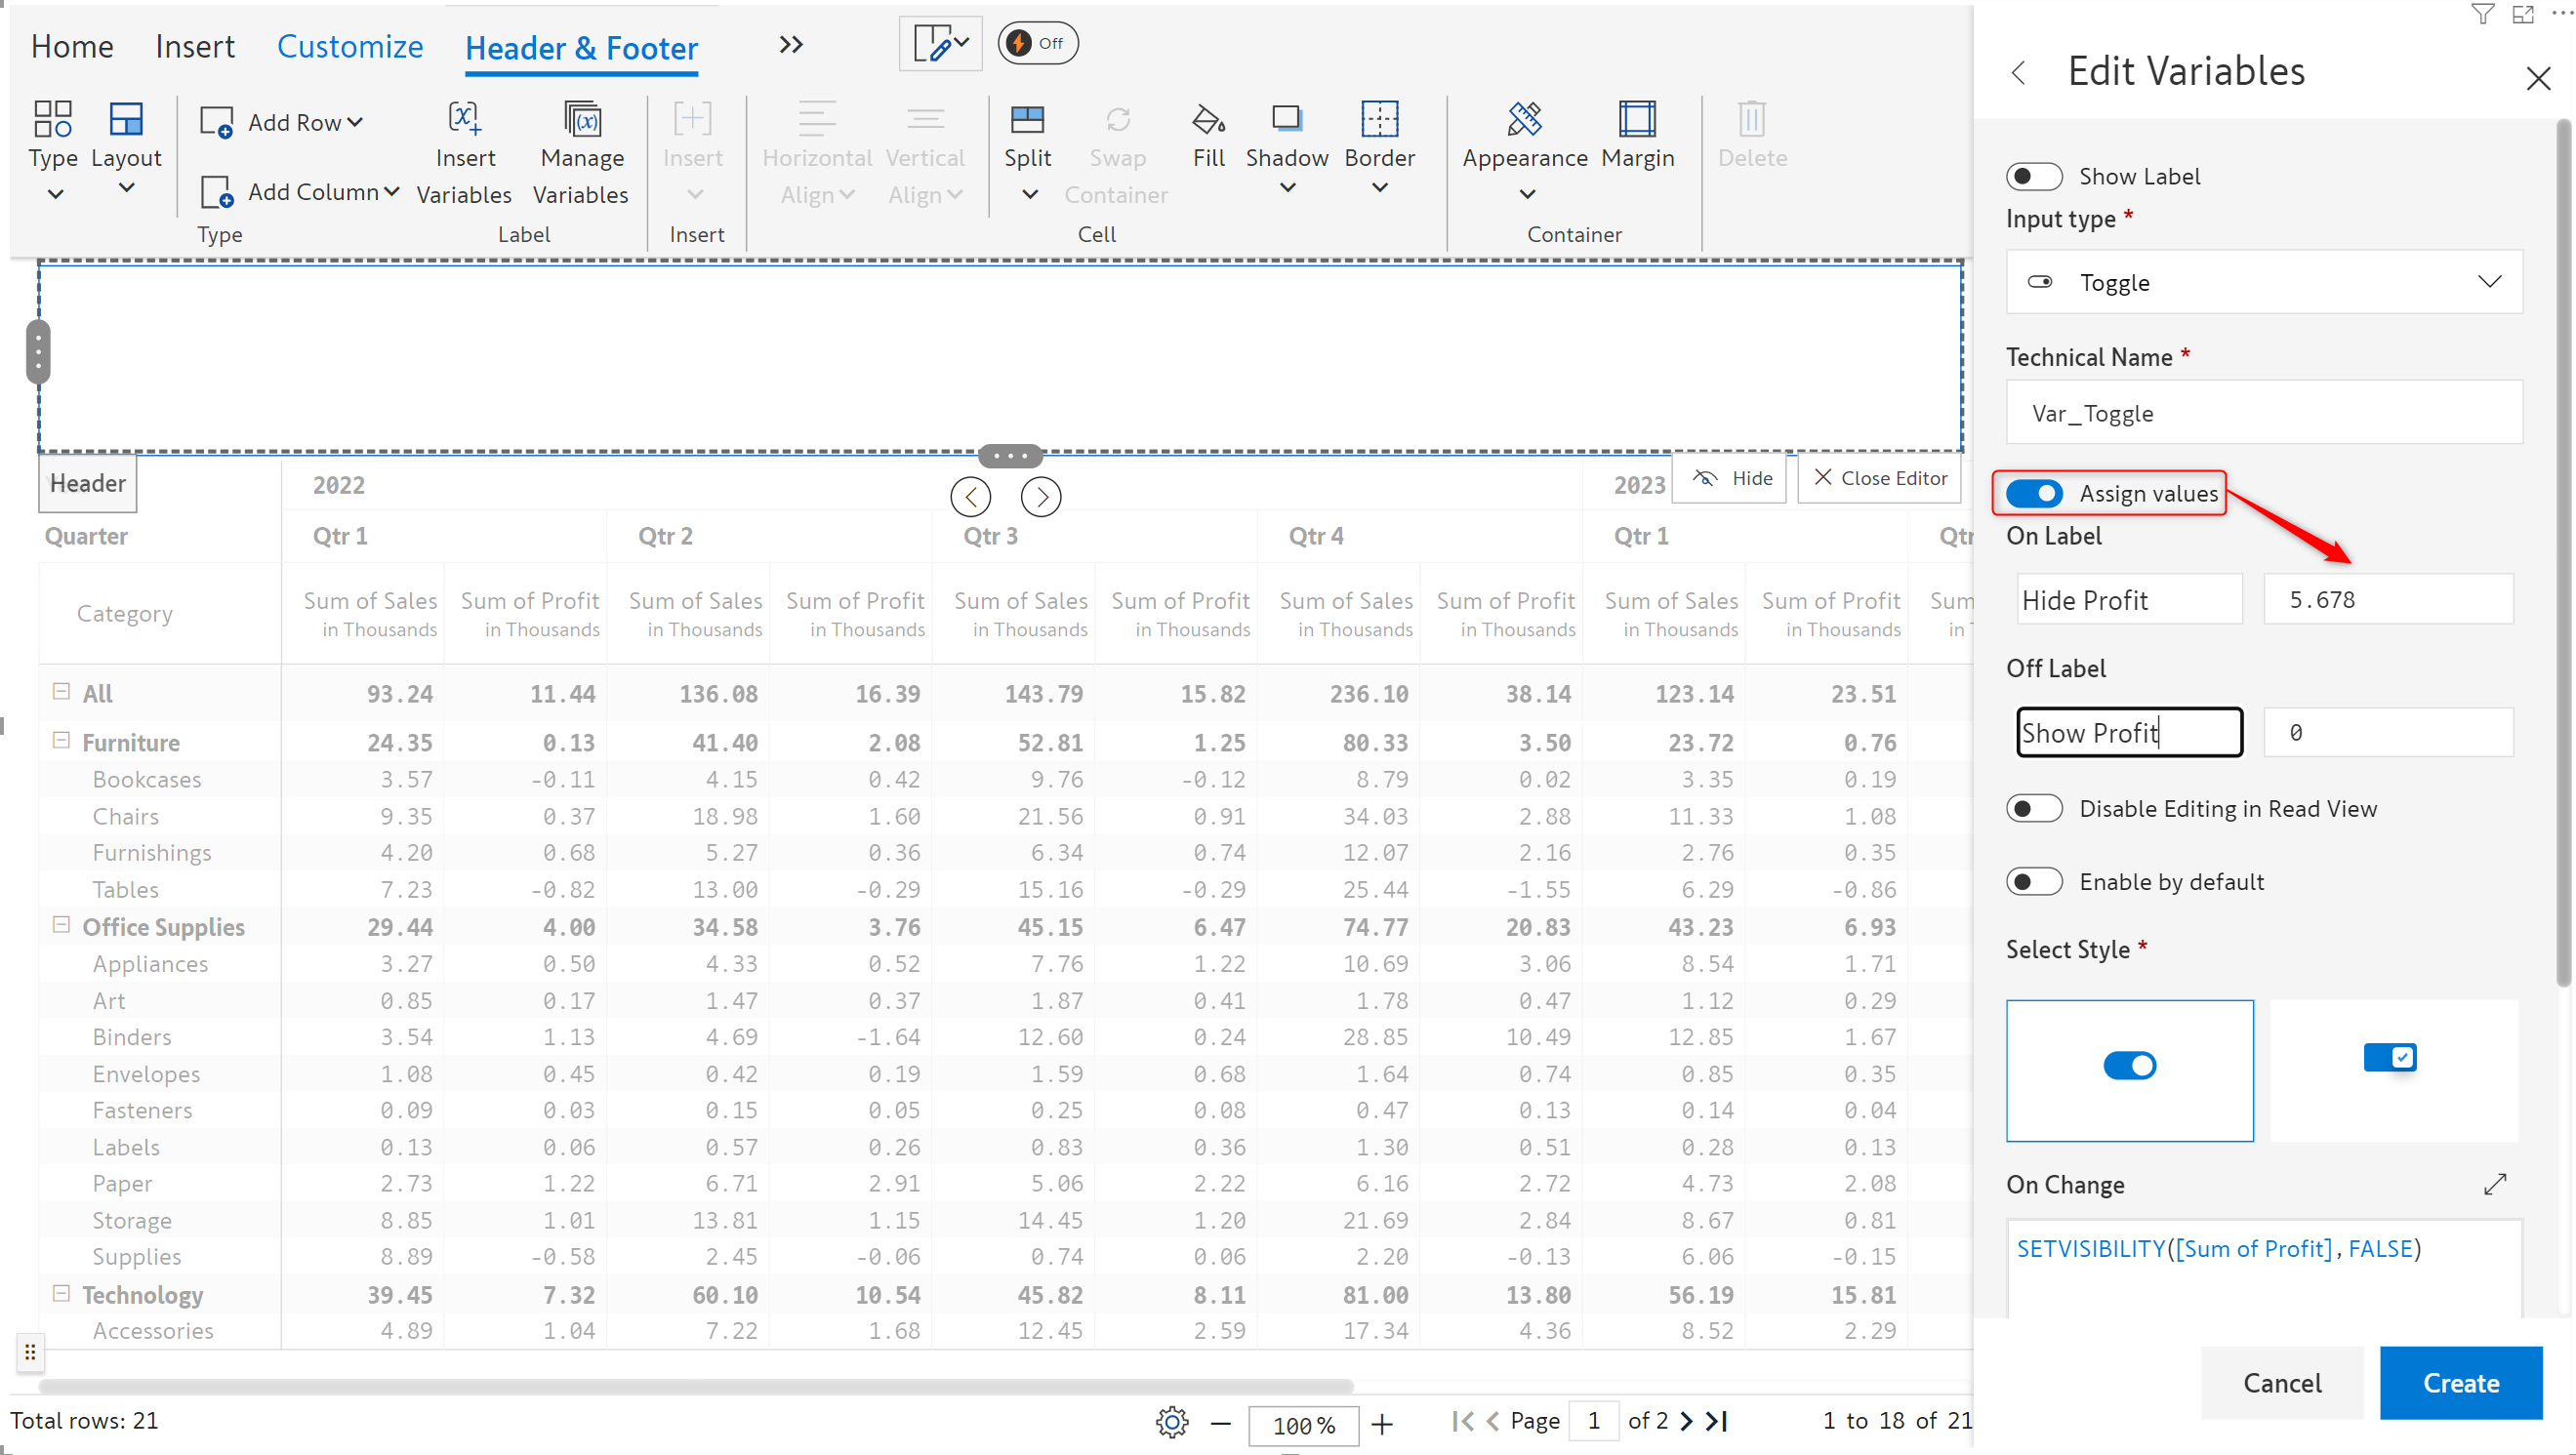 Home Insert Customize Header & Footer Off
Type Layout Add Row Add Column Insert Variables Manage Variables Insert Horizontal Align Vertical Align Split Swap Container Fill Shadow Border Appearance Margin Delete
Type Label Insert Cell Container
Header Hide Close Editor
2022 2023
Quarter Qtr 1 Qtr 2 Qtr 3 Qtr 4 Qtr 1 Qtr
Category Sum of Sales Sum of Profit Sum of Sales Sum of Profit Sum of Sales Sum of Profit Sum of Sales Sum of Profit Sum of Sales Sum of Profit Sum
in Thousands in Thousands in Thousands in Thousands in Thousands in Thousands in Thousands in Thousands in Thousands in Thousands in
All 93.24 11.44 136.08 16.39 143.79 15.82 236.10 38.14 123.14 23.51
Furniture 24.35 0.13 41.40 2.08 52.81 1.25 80.33 3.50 23.72 0.76
Bookcases 3.57 -0.11 4.15 0.42 9.76 -0.12 8.79 0.02 3.35 0.19
Chairs 9.35 0.37 18.98 1.60 21.56 0.91 34.03 2.88 11.33 1.08
Furnishings 4.20 0.68 5.27 0.36 6.34 0.74 12.07 2.16 2.76 0.35
Tables 7.23 -0.82 13.00 -0.29 15.16 -0.29 25.44 -1.55 6.29 -0.86
Office Supplies 29.44 4.00 34.58 3.76 45.15 6.47 74.77 20.83 43.23 6.93
Appliances 3.27 0.50 4.33 0.52 7.76 1.22 10.69 3.06 8.54 1.71
Art 0.85 0.17 1.47 0.37 1.87 0.41 1.78 0.47 1.12 0.29
Binders 3.54 1.13 4.69 -1.64 12.60 0.24 28.85 10.49 12.85 1.67
Envelopes 1.08 0.45 0.42 0.19 1.59 0.68 1.64 0.74 0.85 0.35
Fasteners 0.09 0.03 0.15 0.05 0.25 0.08 0.47 0.13 0.14 0.04
Labels 0.13 0.06 0.57 0.26 0.83 0.36 1.30 0.51 0.28 0.13
Paper 2.73 1.22 6.71 2.91 5.06 2.22 6.16 2.72 4.73 2.08
Storage 8.85 1.01 13.81 1.15 14.45 1.20 21.69 2.84 8.67 0.81
Supplies 8.89 -0.58 2.45 -0.06 0.74 0.06 2.20 -0.13 6.06 -0.15
Technology 39.45 7.32 60.10 10.54 45.82 8.11 81.00 13.80 56.19 15.81
Accessories 4.89 1.04 7.22 1.68 12.45 2.59 17.34 4.36 8.52 2.29
Total rows: 21 100 % Page 1 of 2 1 to 18 of 21
Edit Variables
Show Label
Input type *
Toggle
Technical Name *
Var_Toggle
Assign values
On Label
Hide Profit 5.678
Off Label
Show Profit 0
Disable Editing in Read View
Enable by default
Select Style *
On Change
SETVISIBILITY([Sum of Profit], FALSE)
Cancel Create